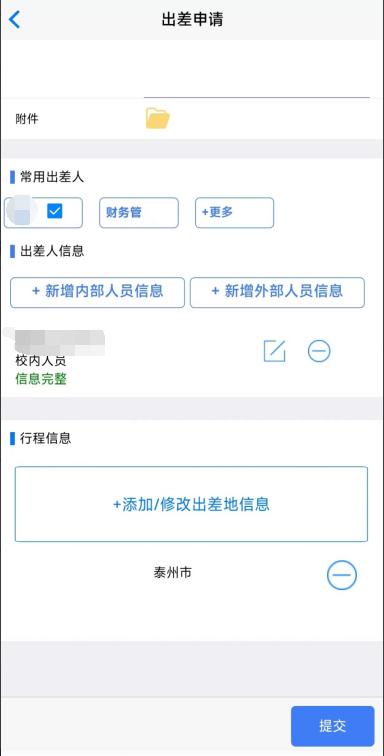 出差申请
附件
常用出差人
财务管
+更多
出差人信息
+ 新增内部人员信息
+ 新增外部人员信息
校内人员
信息完整
行程信息
+添加/修改出差地信息
泰州市
提交